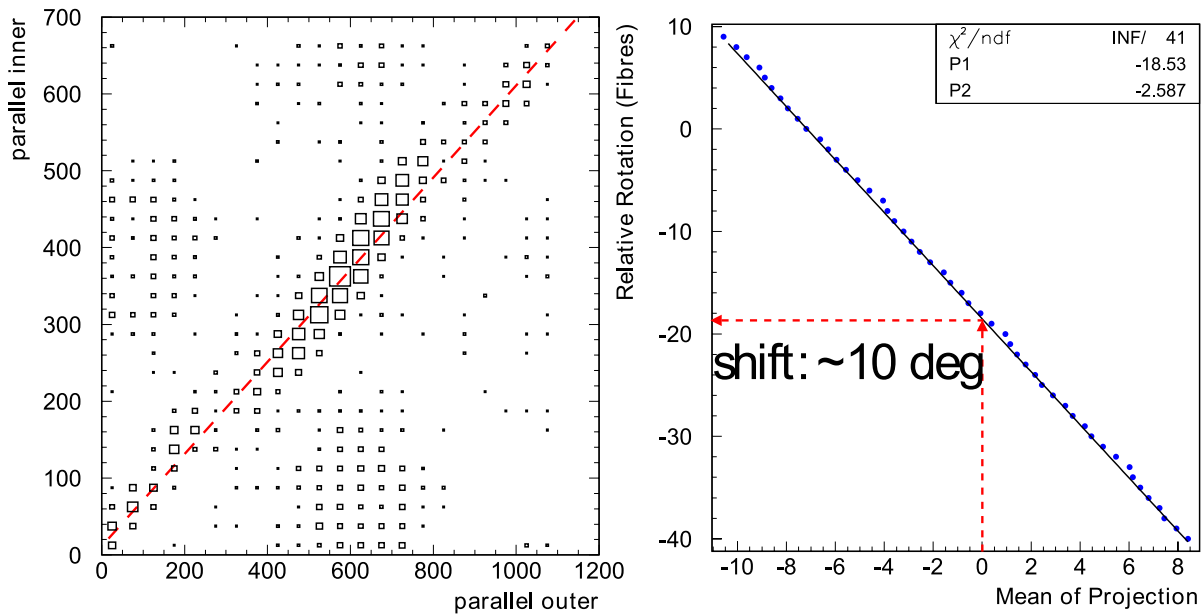 700
600
500
400
300
200
100
0
0 200 400 600 800 1000 1200
parallel inner
parallel outer
10
0
-10
-20
-30
-40
-10 -8 -6 -4 -2 0 2 4 6 8
Relative Rotation (Fibres)
Mean of Projection
χ²/ndf INF/ 41
P1 -18.53
P2 -2.587
shift: ~10 deg